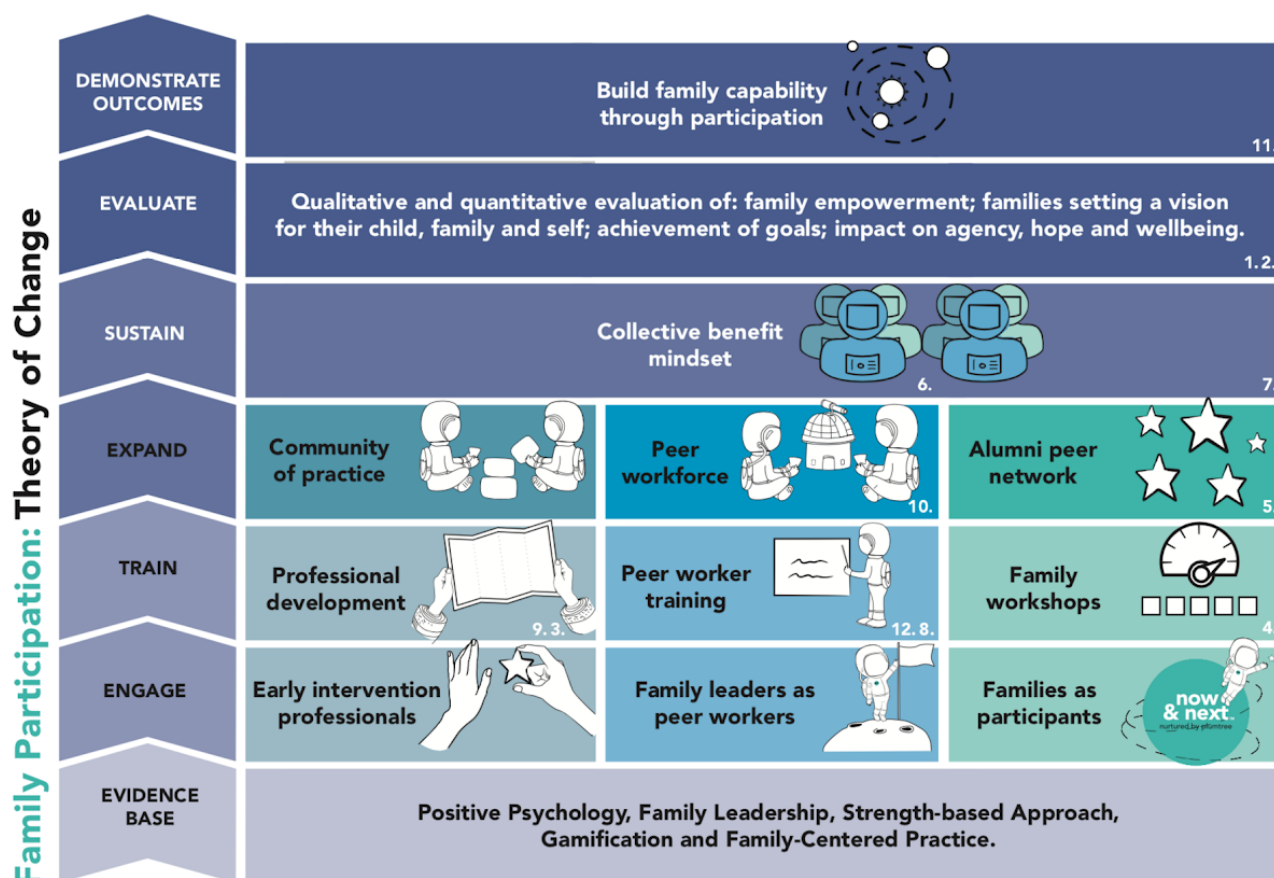 Family Participation: Theory of Change
DEMONSTRATE
OUTCOMES
Build family capability
through participation
11.
EVALUATE
Qualitative and quantitative evaluation of: family empowerment; families setting a vision
for their child, family and self; achievement of goals; impact on agency, hope and wellbeing.
1. 2.
SUSTAIN
Collective benefit
mindset
6.
7.
EXPAND
Community
of practice
Peer
workforce
10.
Alumni peer
network
5.
TRAIN
Professional
development
9. 3.
Peer worker
training
12. 8.
Family
workshops
4.
ENGAGE
Early intervention
professionals
Family leaders as
peer workers
Families as
participants
now
& next™
nurtured by plumtree
EVIDENCE
BASE
Positive Psychology, Family Leadership, Strength-based Approach,
Gamification and Family-Centered Practice.